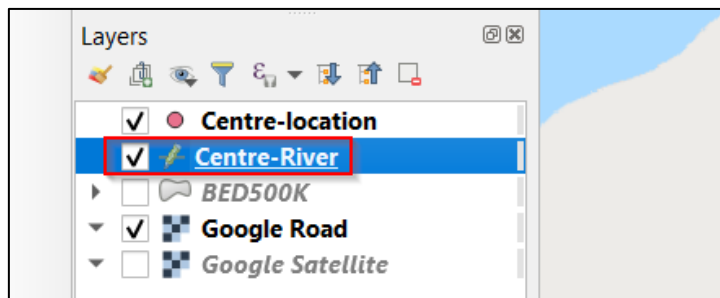 Layers
Centre-location
Centre-River
BED500K
Google Road
Google Satellite